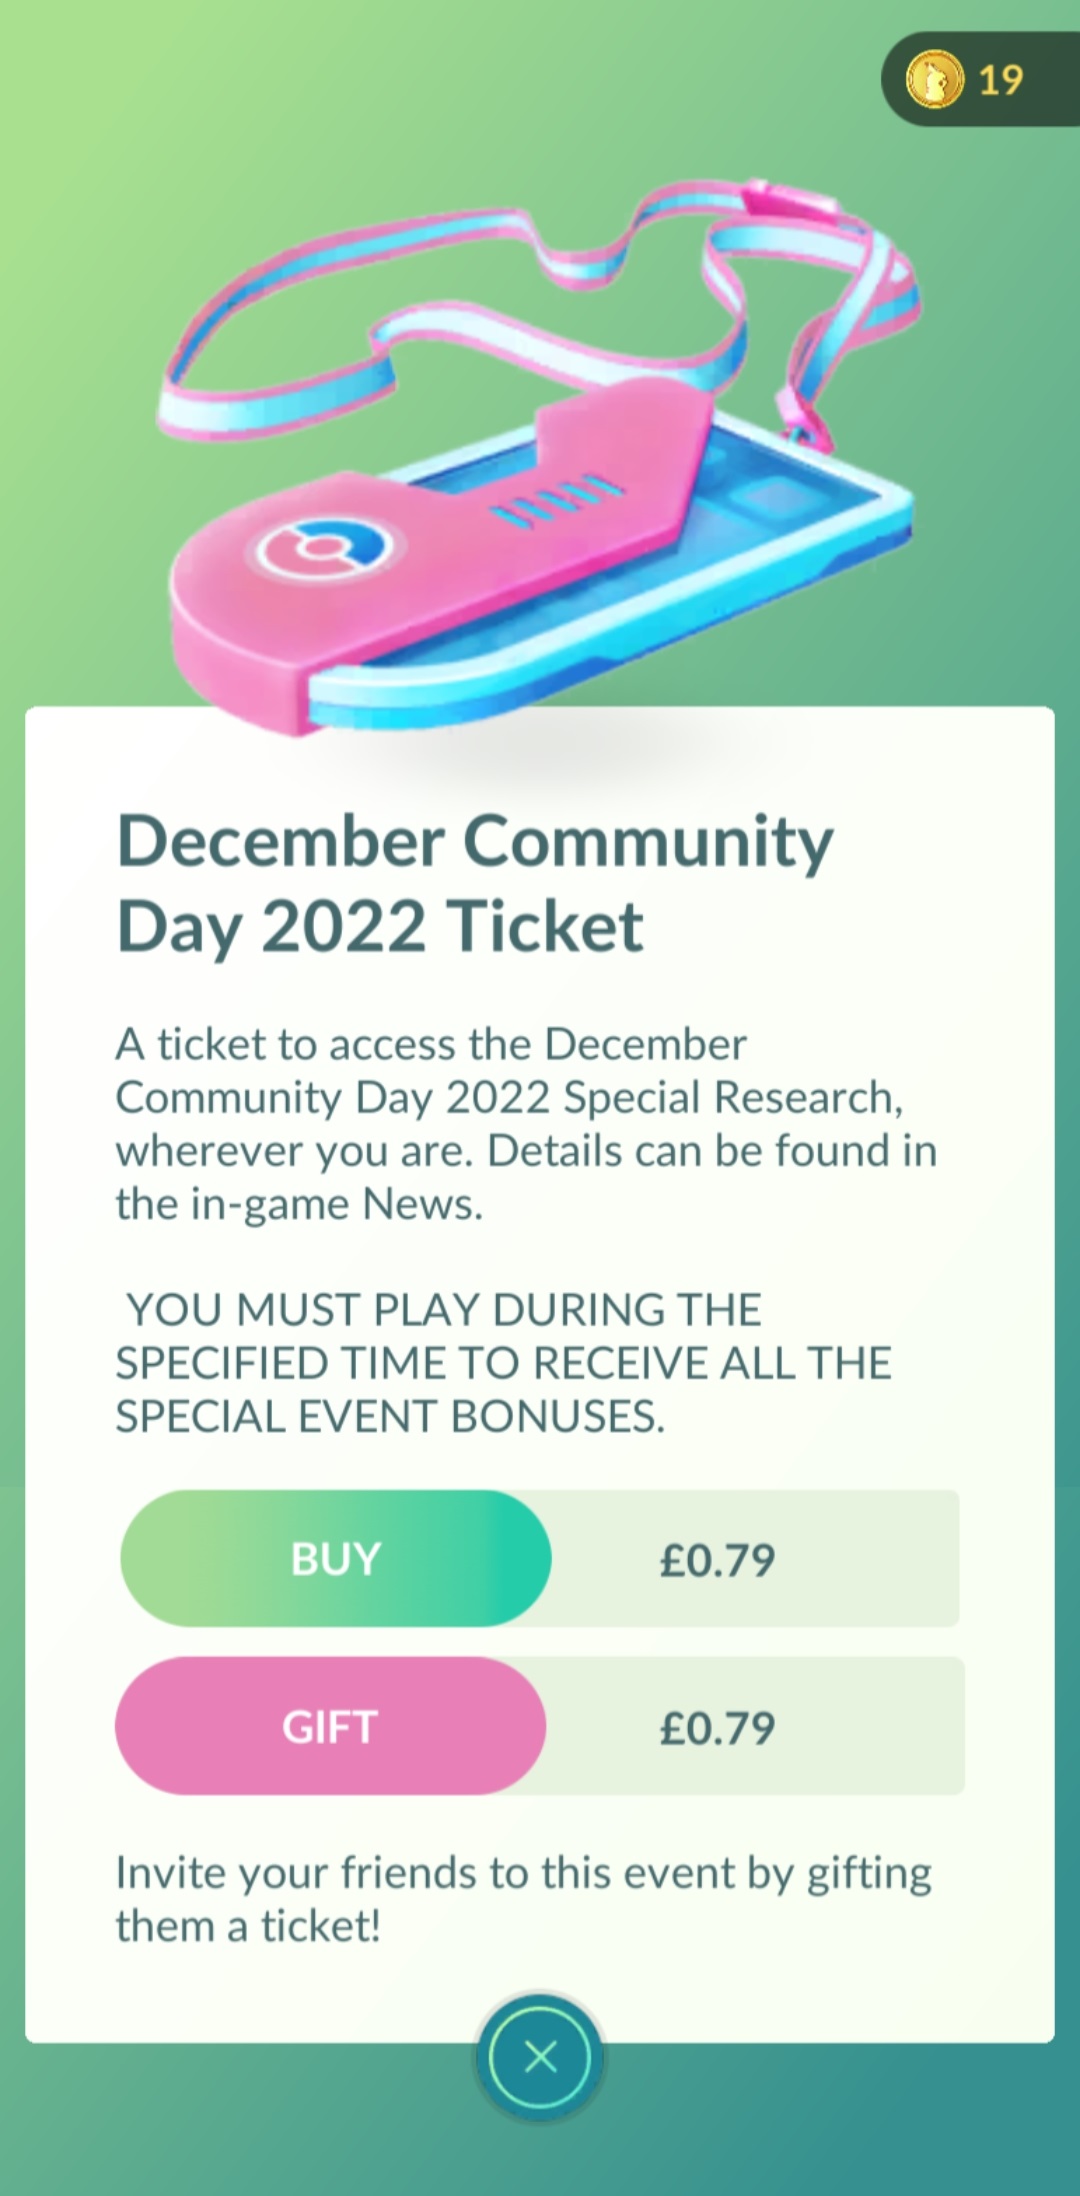 19
December Community
Day 2022 Ticket
A ticket to access the December
Community Day 2022 Special Research,
wherever you are. Details can be found in
the in-game News.
YOU MUST PLAY DURING THE
SPECIFIED TIME TO RECEIVE ALL THE
SPECIAL EVENT BONUSES.
BUY £0.79
GIFT £0.79
Invite your friends to this event by gifting
them a ticket!